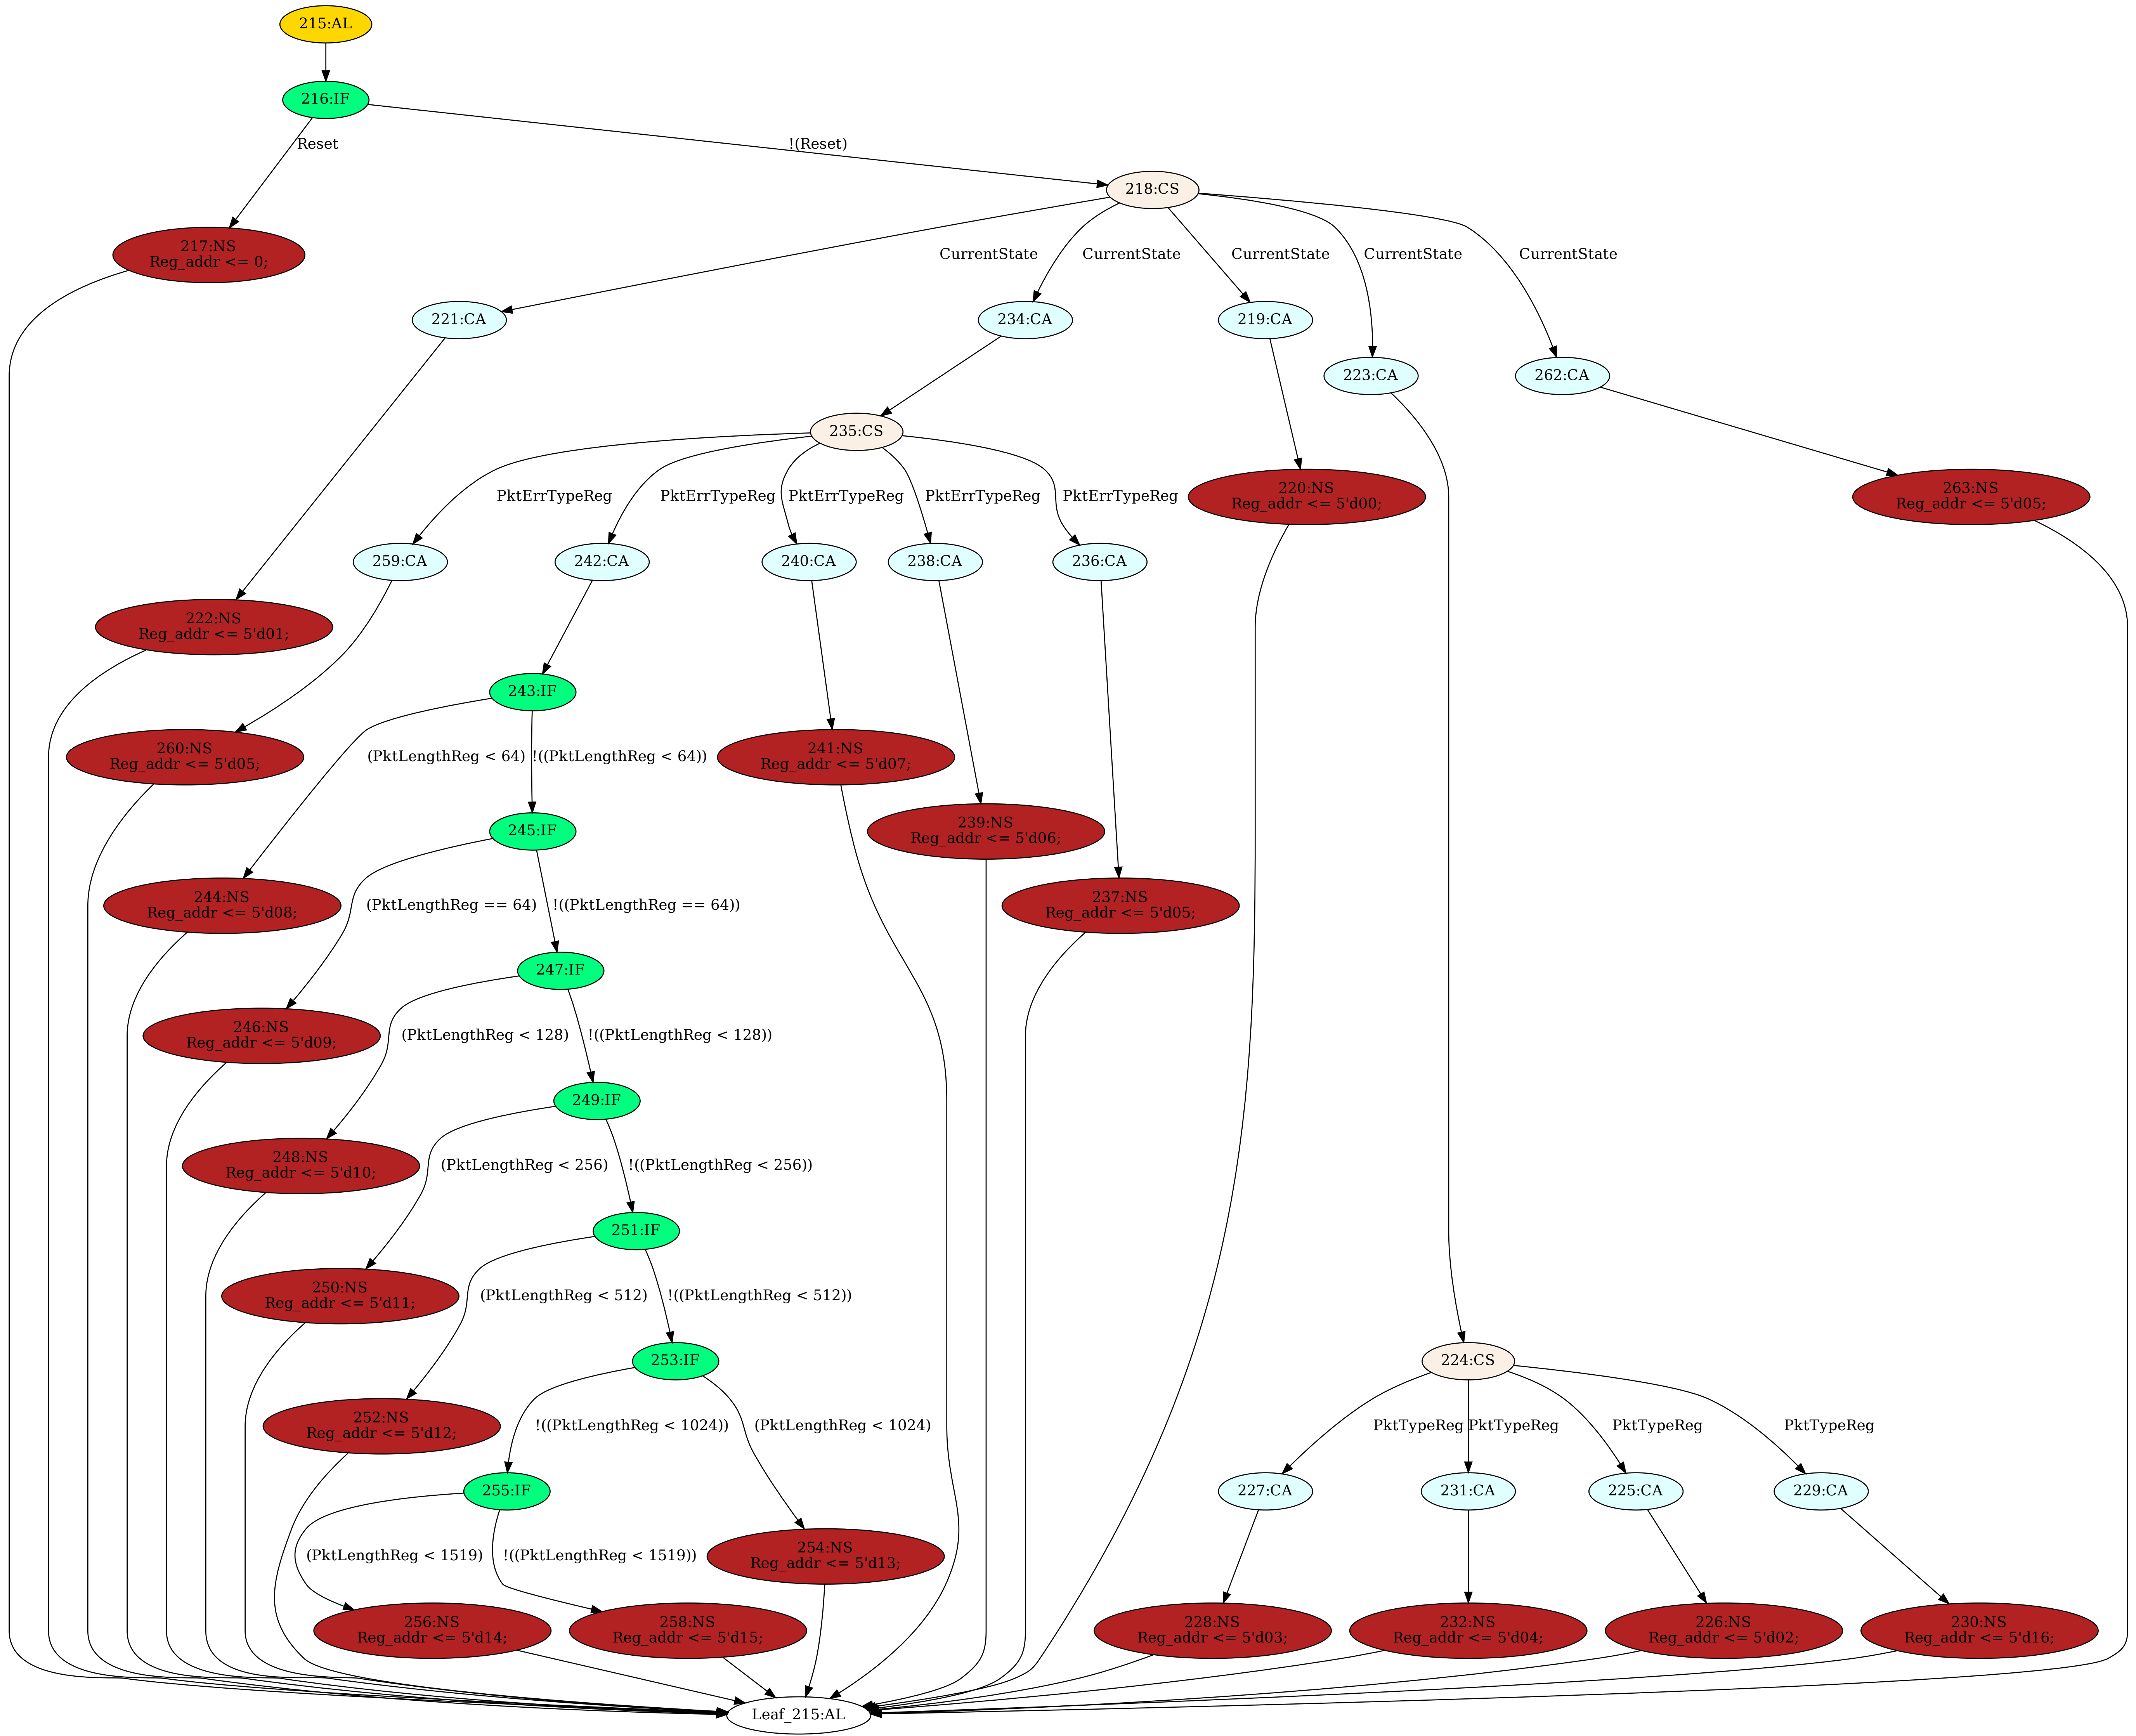 215:AL
216:IF
Reset
!(Reset)
218:CS
217:NS
Reg_addr <= 0;
CurrentState
CurrentState
CurrentState
CurrentState
CurrentState
221:CA
234:CA
219:CA
223:CA
262:CA
235:CS
PktErrTypeReg
PktErrTypeReg
PktErrTypeReg
PktErrTypeReg
PktErrTypeReg
220:NS
Reg_addr <= 5'd00;
263:NS
Reg_addr <= 5'd05;
259:CA
242:CA
240:CA
238:CA
236:CA
222:NS
Reg_addr <= 5'd01;
243:IF
260:NS
Reg_addr <= 5'd05;
(PktLengthReg < 64)
!((PktLengthReg < 64))
241:NS
Reg_addr <= 5'd07;
245:IF
239:NS
Reg_addr <= 5'd06;
244:NS
Reg_addr <= 5'd08;
(PktLengthReg == 64)
!((PktLengthReg == 64))
237:NS
Reg_addr <= 5'd05;
247:IF
246:NS
Reg_addr <= 5'd09;
(PktLengthReg < 128)
!((PktLengthReg < 128))
249:IF
248:NS
Reg_addr <= 5'd10;
(PktLengthReg < 256)
!((PktLengthReg < 256))
251:IF
250:NS
Reg_addr <= 5'd11;
(PktLengthReg < 512)
!((PktLengthReg < 512))
253:IF
224:CS
252:NS
Reg_addr <= 5'd12;
!((PktLengthReg < 1024))
(PktLengthReg < 1024)
PktTypeReg
PktTypeReg
PktTypeReg
PktTypeReg
255:IF
227:CA
231:CA
225:CA
229:CA
(PktLengthReg < 1519)
!((PktLengthReg < 1519))
254:NS
Reg_addr <= 5'd13;
256:NS
Reg_addr <= 5'd14;
258:NS
Reg_addr <= 5'd15;
228:NS
Reg_addr <= 5'd03;
232:NS
Reg_addr <= 5'd04;
226:NS
Reg_addr <= 5'd02;
230:NS
Reg_addr <= 5'd16;
Leaf_215:AL